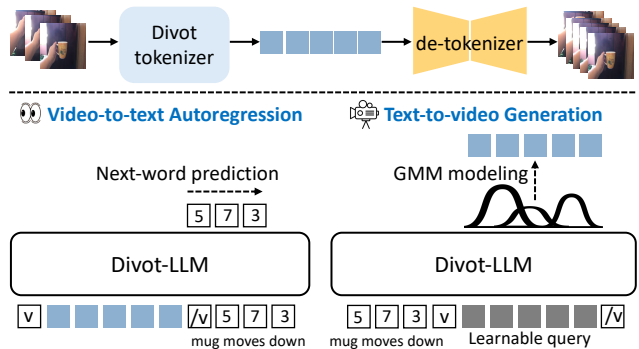 Divot
tokenizer
de-tokenizer
Video-to-text Autregression
Next-word prediction
5 7 3
Divot-LLM
v /v 5 7 3
mug moves down
Text-to-video Generation
GMM modeling
Divot-LLM
5 7 3 v /v
mug moves down Learnable query